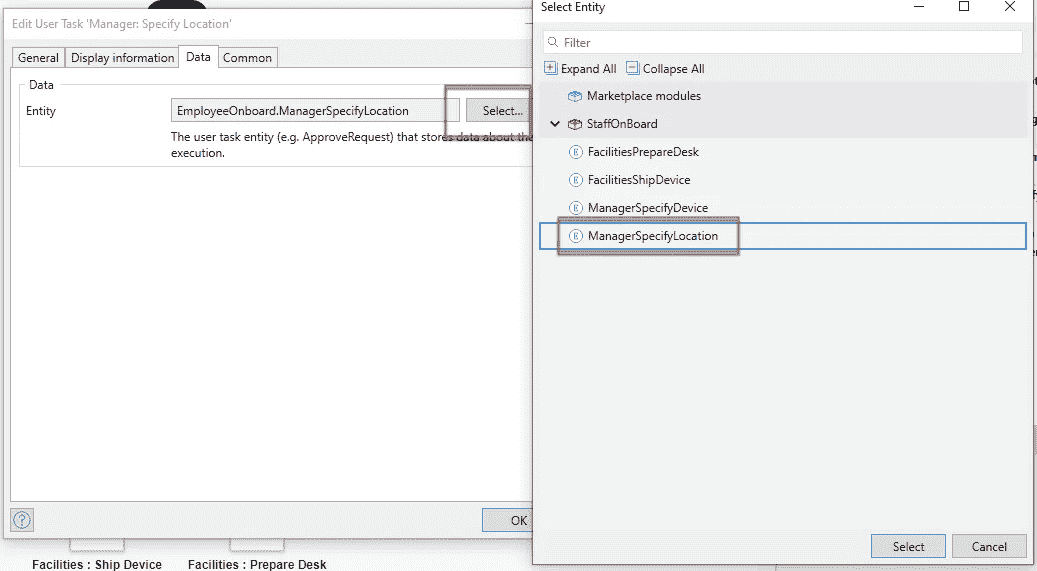 Edit User Task 'Manager: Specify Location'
General
Display information
Data
Common
Data
Entity
EmployeeOnboard.ManagerSpecifyLocation
Select...
The user task entity (e.g. ApproveRequest) that stores data about the
execution.
OK
Facilities : Ship Device
Facilities : Prepare Desk
Select Entity
Filter
Expand All
Collapse All
Marketplace modules
StaffOnBoard
FacilitiesPrepareDesk
FacilitiesShipDevice
ManagerSpecifyDevice
ManagerSpecifyLocation
Select
Cancel